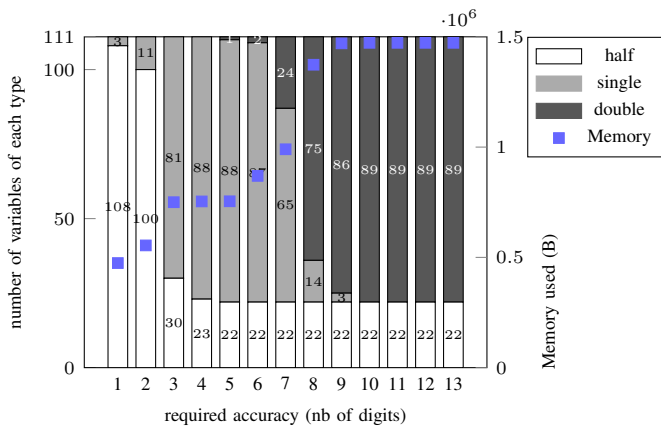 ·10⁶
111
100
50
0
number of variables of each type
3 11 1 2
24
81 88 88 87 75 86 89 89 89 89
108 100 65
14 3
30 23 22 22 22 22 22 22 22 22 22
1.5
1
0.5
0
Memory used (B)
1 2 3 4 5 6 7 8 9 10 11 12 13
required accuracy (nb of digits)
half
single
double
Memory